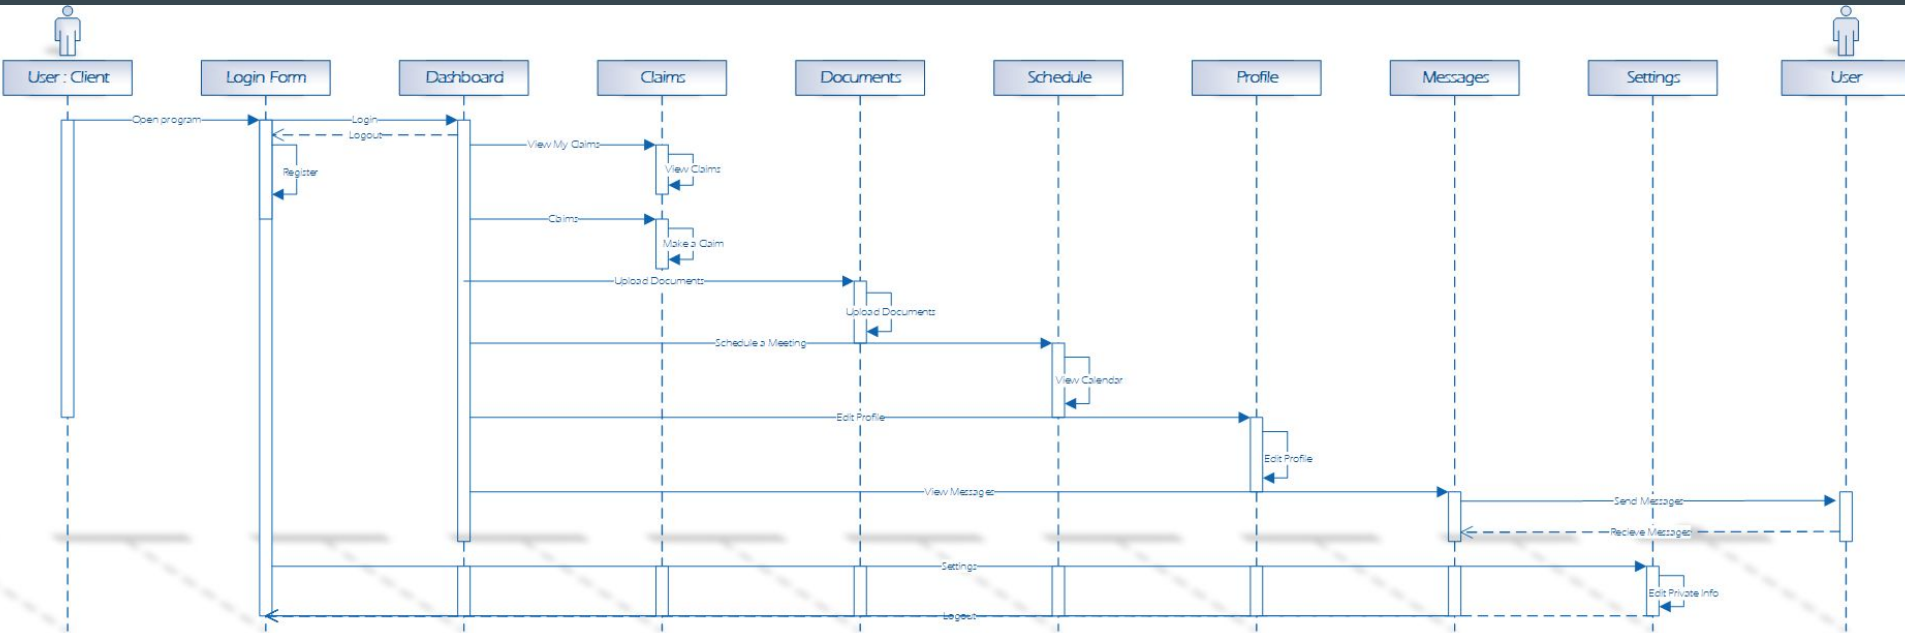 User : Client
Login Form
Dashboard
Claims
Documents
Schedule
Profile
Messages
Settings
User
Open program
Login
Logout
View My Claims
Register
View Claims
Claims
Make a Claim
Upload Documents
Upload Documents
Schedule a Meeting
View Calendar
Edit Profile
Edit Profile
View Messages
Send Messages
Recieve Messages
Settings
Edit Private Info
Logout